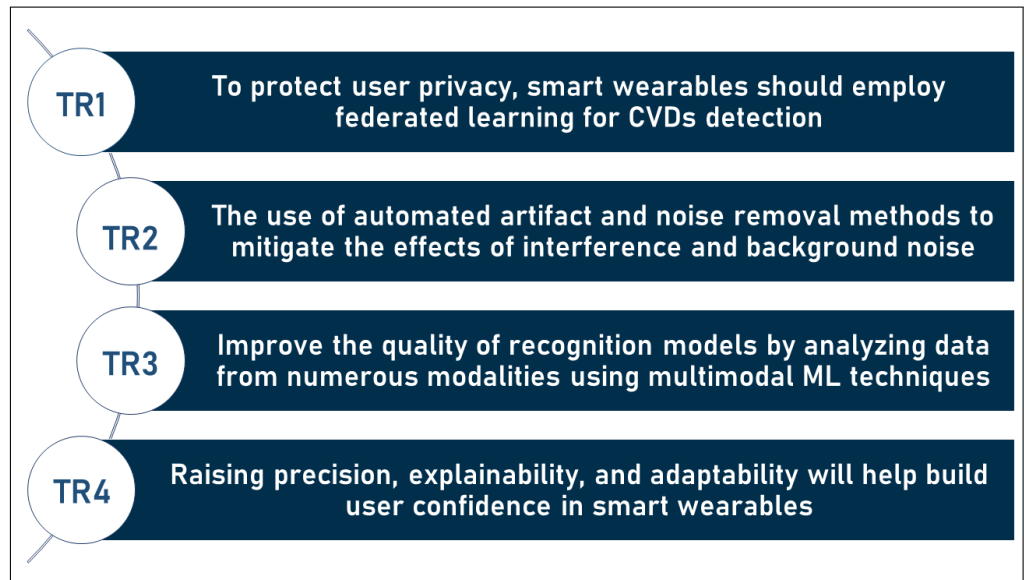 TR1
To protect user privacy, smart wearables should employ
federated learning for CVDs detection
TR2
The use of automated artifact and noise removal methods to
mitigate the effects of interference and background noise
TR3
Improve the quality of recognition models by analyzing data
from numerous modalities using multimodal ML techniques
TR4
Raising precision, explainability, and adaptability will help build
user confidence in smart wearables